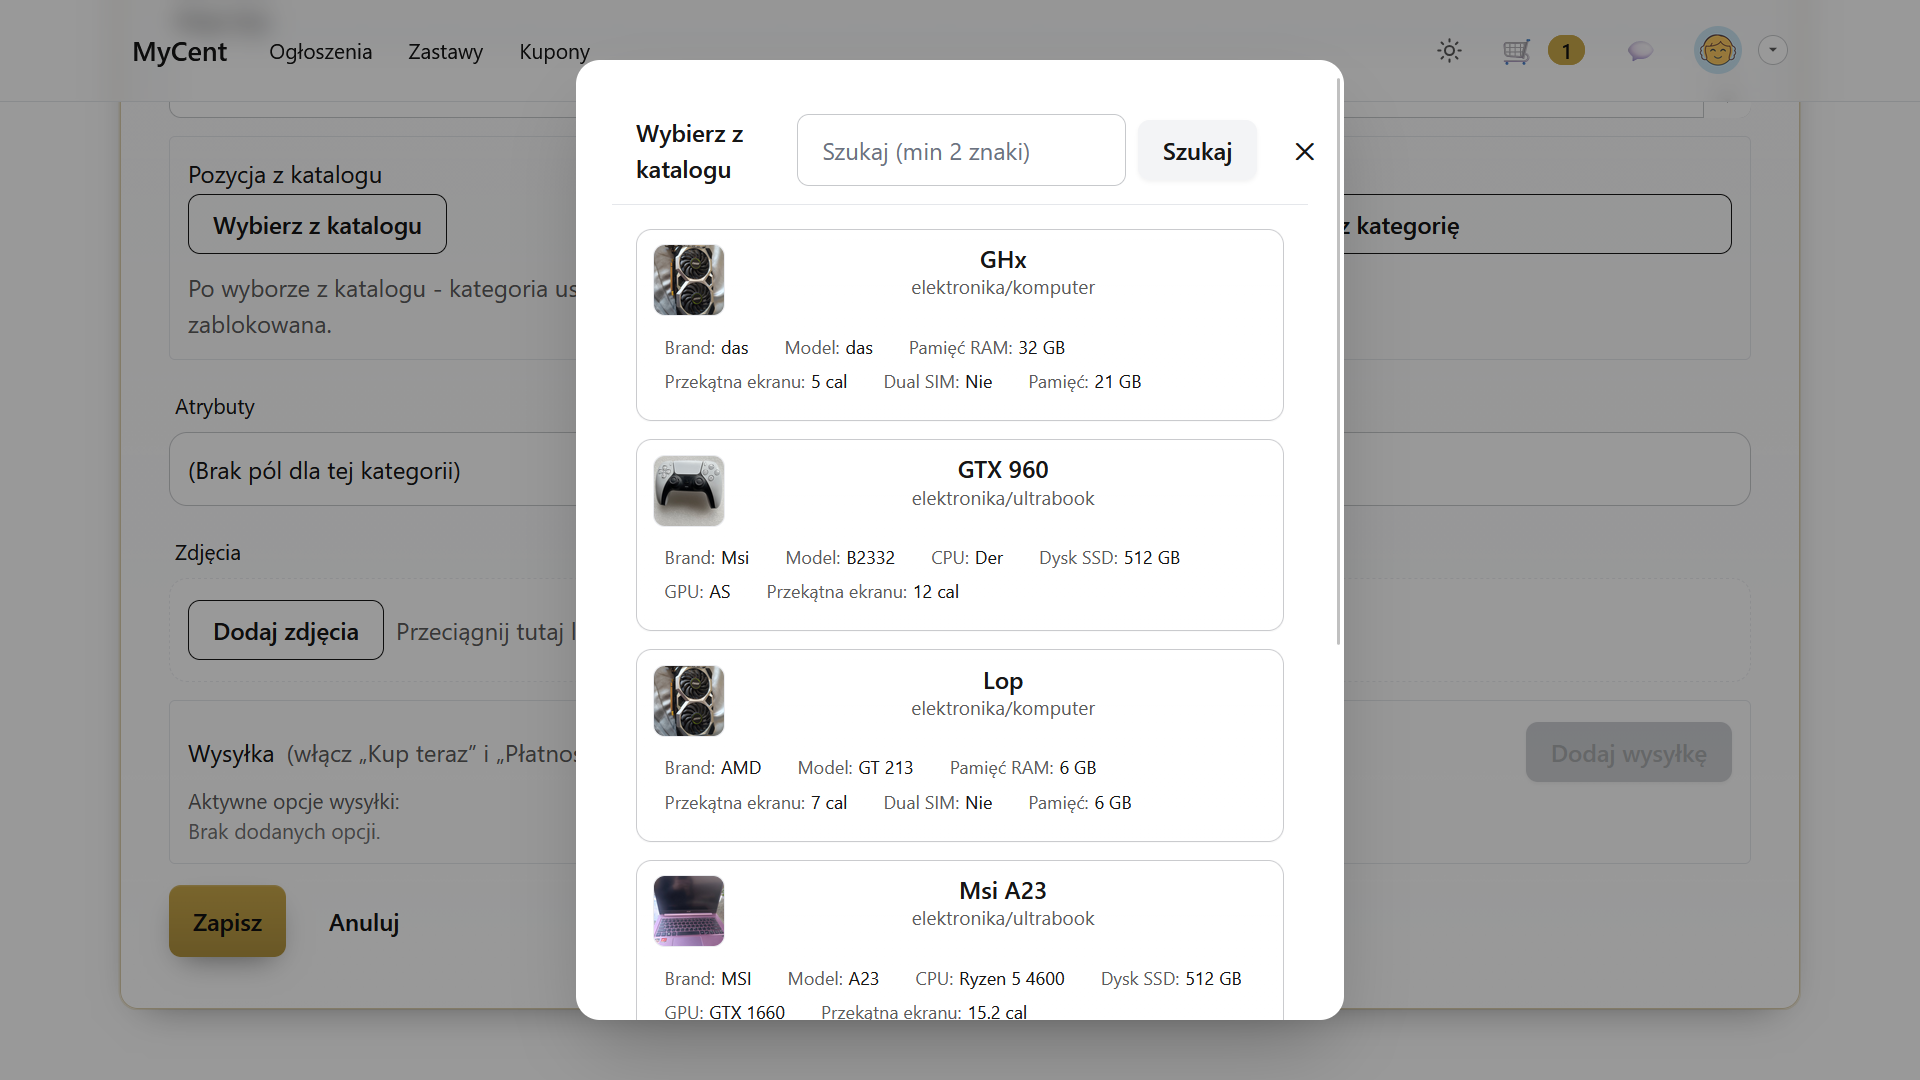 MyCent
Ogłoszenia
Zastawy
Kupony
1
Pozycja z katalogu
Wybierz z katalogu
Po wyborze z katalogu - kategoria us
zablokowana.
z kategorię
Atrybuty
(Brak pól dla tej kategorii)
Zdjęcia
Dodaj zdjęcia
Przeciągnij tutaj l
Wysyłka (włącz „Kup teraz” i „Płatnoś
Dodaj wysyłkę
Aktywne opcje wysyłki:
Brak dodanych opcji.
Zapisz
Anuluj
Wybierz z
katalogu
Szukaj (min 2 znaki)
Szukaj
GHx
elektronika/komputer
Brand: das Model: das Pamięć RAM: 32 GB
Przekątna ekranu: 5 cal Dual SIM: Nie Pamięć: 21 GB
GTX 960
elektronika/ultrabook
Brand: Msi Model: B2332 CPU: Der Dysk SSD: 512 GB
GPU: AS Przekątna ekranu: 12 cal
Lop
elektronika/komputer
Brand: AMD Model: GT 213 Pamięć RAM: 6 GB
Przekątna ekranu: 7 cal Dual SIM: Nie Pamięć: 6 GB
Msi A23
elektronika/ultrabook
Brand: MSI Model: A23 CPU: Ryzen 5 4600 Dysk SSD: 512 GB
GPU: GTX 1660 Przekątna ekranu: 15.2 cal